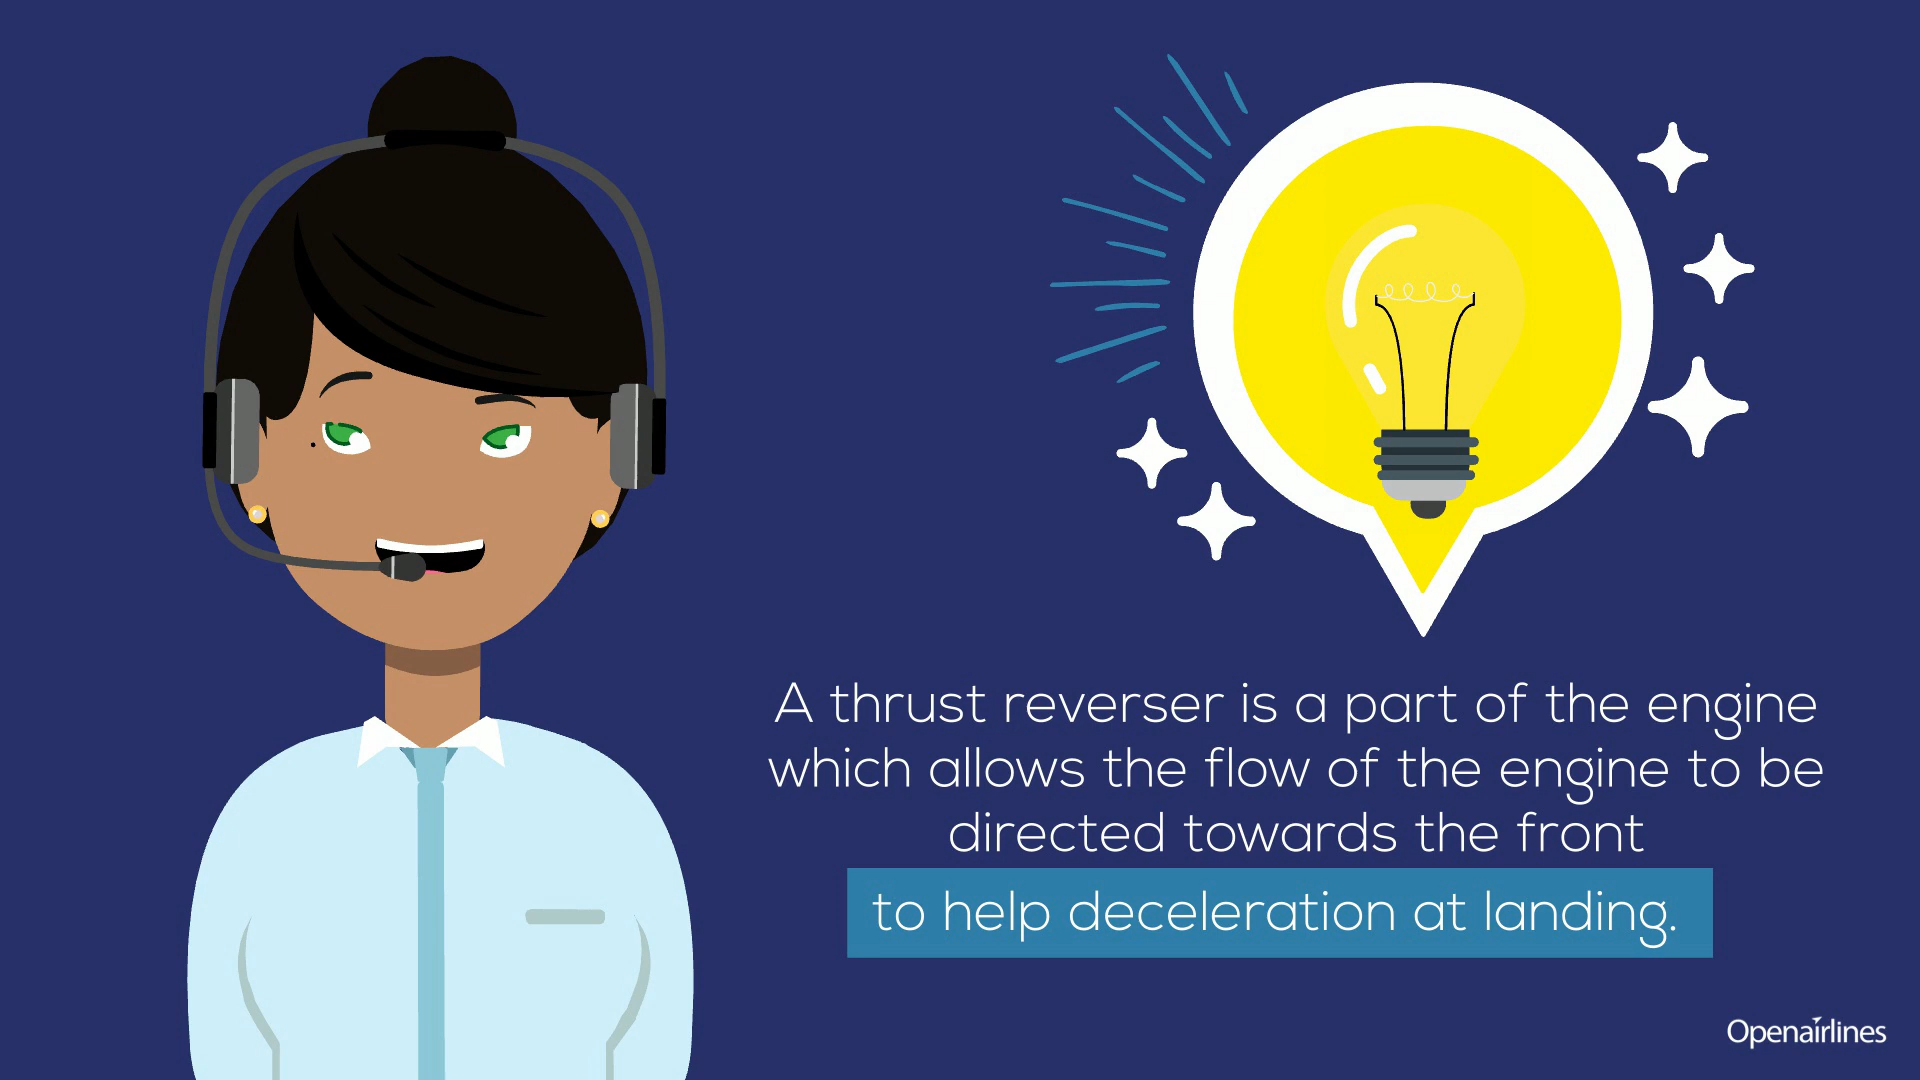 A thrust reverser is a part of the engine
which allows the flow of the engine to be
directed towards the front
to help deceleration at landing.
Openairlines